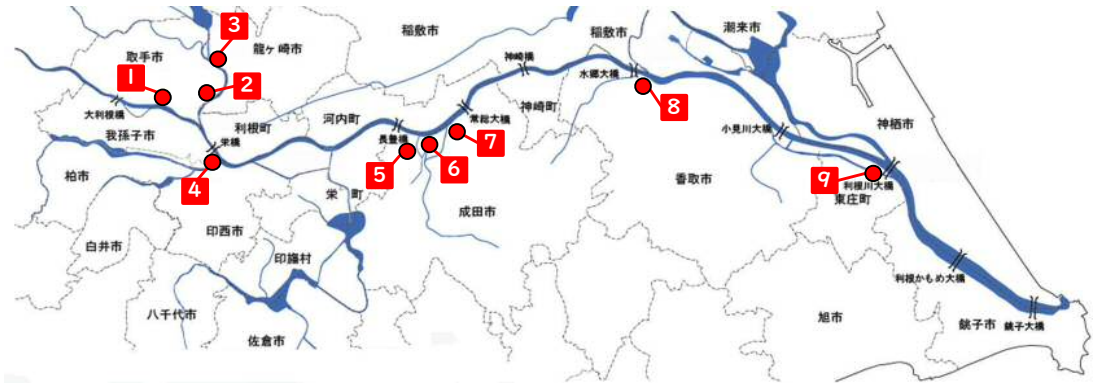 3
稲敷市
潮来市
龍ヶ崎市
取手市
稲敷市
神崎橋
水郷大橋
1
2
8
大利根橋
常総大橋
神崎町
利根町
河内町
神栖市
小見川大橋
我孫子市
栄橋
長豊橋
7
6
5
柏市
4
9
利根川大橋
香取市
東庄町
栄町
成田市
印西市
白井市
印旛村
利根かもめ大橋
八千代市
旭市
銚子市
銚子大橋
佐倉市